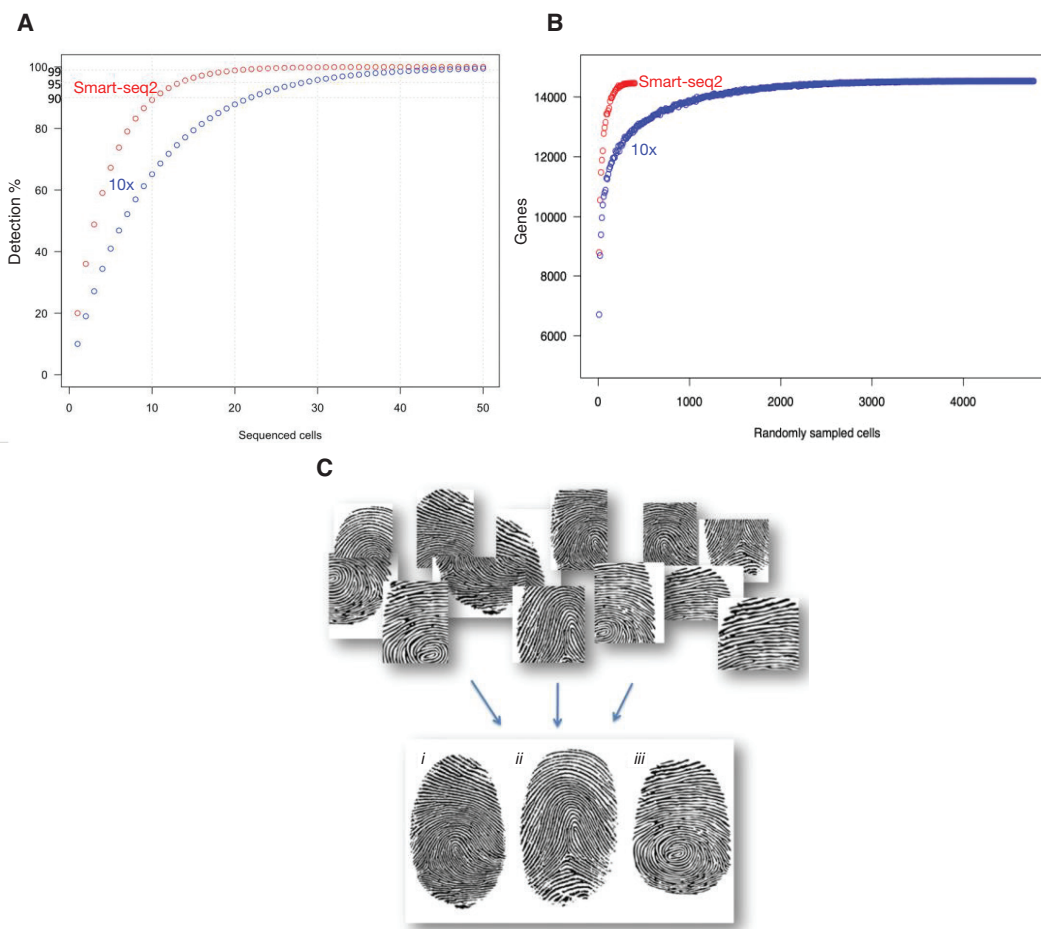 A
Detection %
100
99
95
90
80
60
40
20
0
Smart-seq2
10x
0 10 20 30 40 50
Sequenced cells
B
Genes
14000
12000
10000
8000
6000
Smart-seq2
10x
0 1000 2000 3000 4000
Randomly sampled cells
C
i ii iii